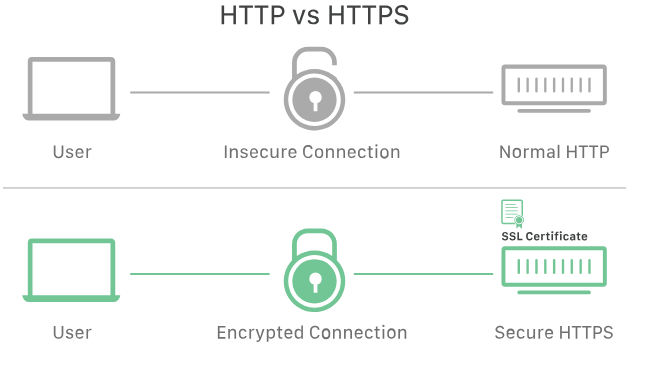 HTTP vs HTTPS
User
Insecure Connection
Normal HTTP
SSL Certificate
User
Encrypted Connection
Secure HTTPS